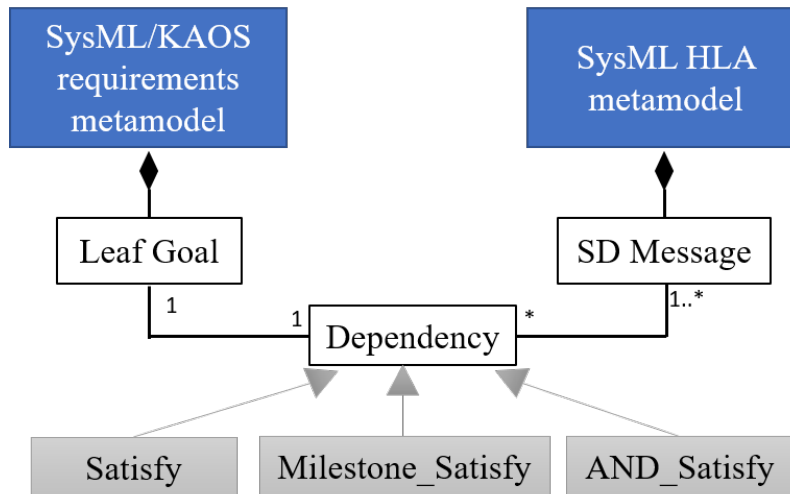 SysML/KAOS
requirements
metamodel
SysML HLA
metamodel
Leaf Goal
SD Message
1
1
*
1..*
Dependency
Satisfy
Milestone_Satisfy
AND_Satisfy